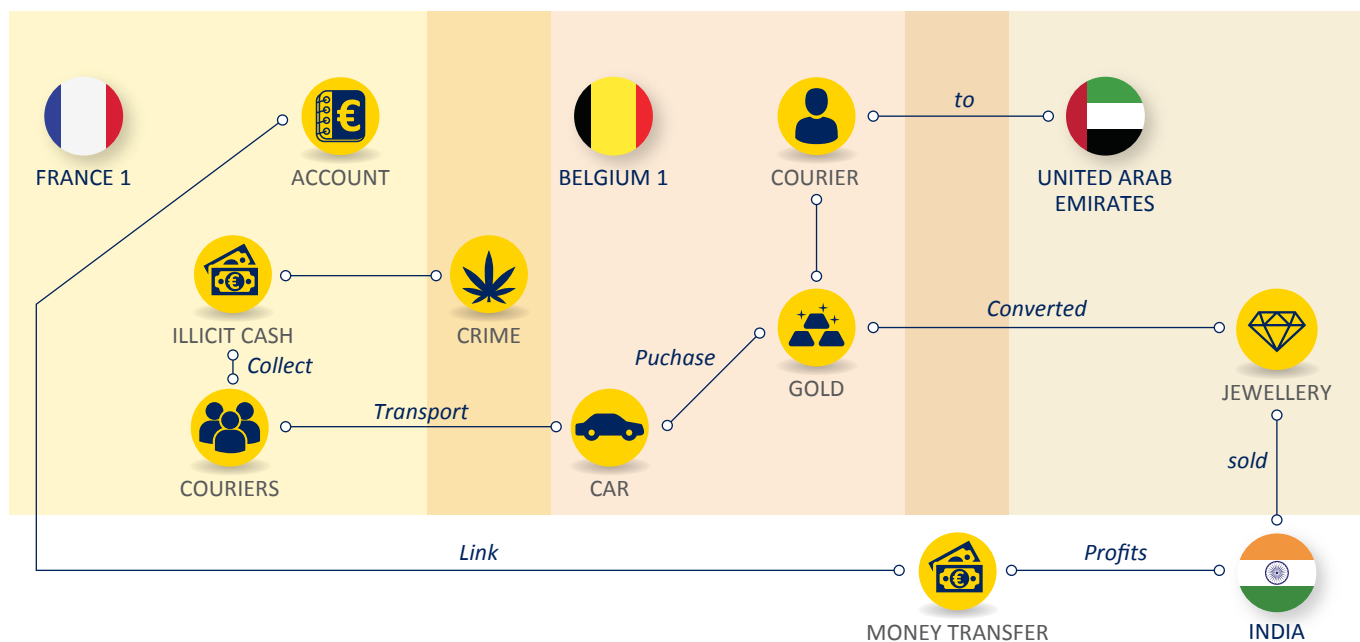 to
FRANCE 1
ACCOUNT
BELGIUM 1
COURIER
UNITED ARAB
EMIRATES
ILLICIT CASH
CRIME
Converted
Collect
Puchase
GOLD
JEWELLERY
Transport
COURIERS
CAR
sold
Link
Profits
MONEY TRANSFER
INDIA